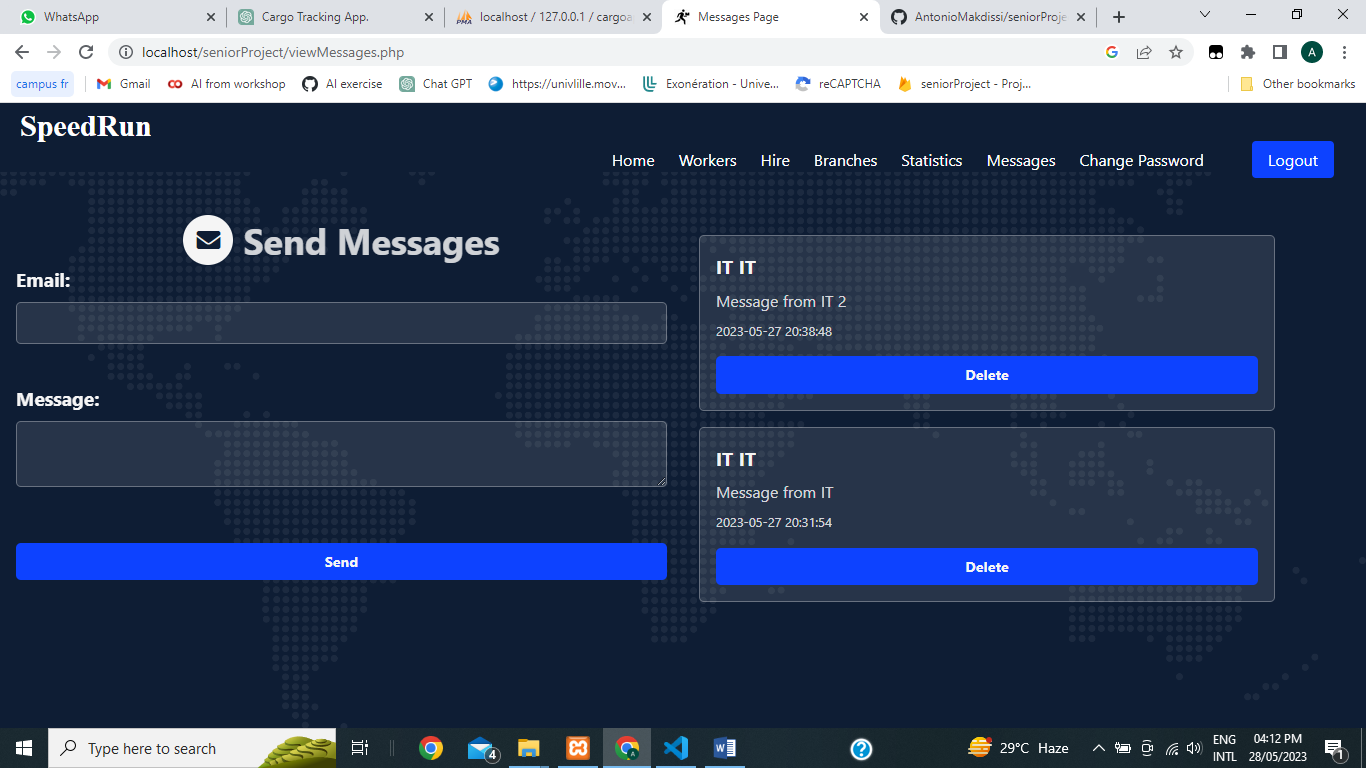 WhatsApp
Cargo Tracking App.
localhost / 127.0.0.1 / cargoa
Messages Page
AntonioMakdissi/seniorProje
localhost/seniorProject/viewMessages.php
A
campus fr
Gmail
AI from workshop
AI exercise
Chat GPT
https://univlille.mov...
Exonération - Unive...
reCAPTCHA
seniorProject - Proj...
Other bookmarks
SpeedRun
Home
Workers
Hire
Branches
Statistics
Messages
Change Password
Logout
Send Messages
Email:
Message:
Send
IT IT
Message from IT 2
2023-05-27 20:38:48
Delete
IT IT
Message from IT
2023-05-27 20:31:54
Delete
Type here to search
4
29°C Haze
ENG
INTL
04:12 PM
28/05/2023
1